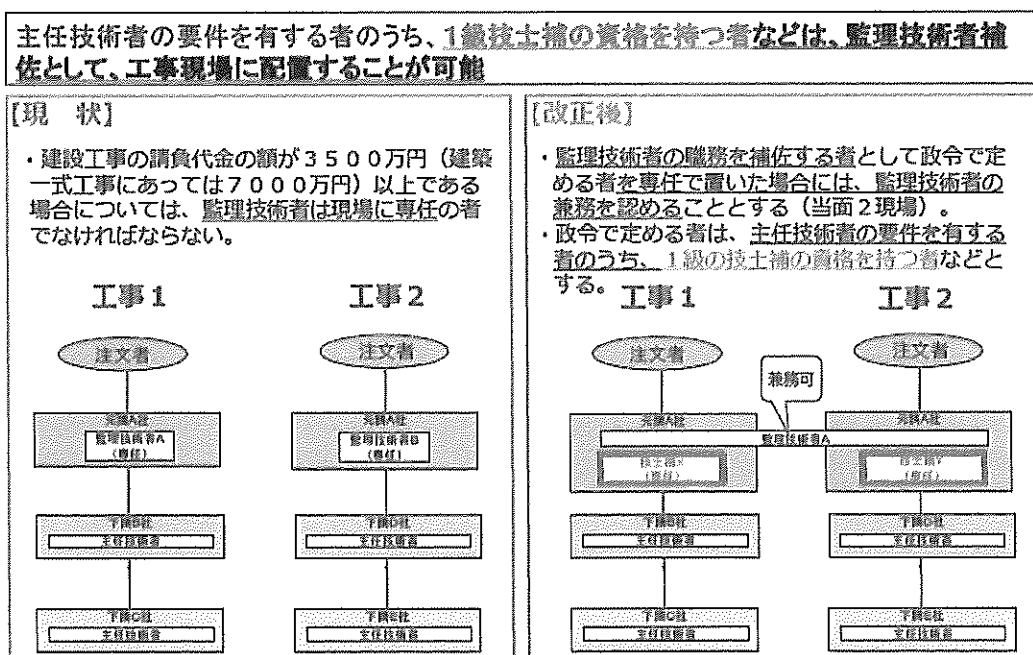 主任技術者の要件を有する者のうち、1級技士補の資格を持つ者などは、監理技術者補
佐として、工事現場に配置することが可能
【現 状】
・建設工事の請負代金の額が3500万円（建築
一式工事にあっては7000万円）以上である
場合については、監理技術者は現場に専任の者
でなければならない。
工事1
工事2
注文者
注文者
元請A社
監理技術者A
（専任）
元請A社
監理技術者B
（専任）
下請B社
主任技術者
下請D社
主任技術者
下請C社
主任技術者
下請E社
主任技術者
【改正後】
・監理技術者の職務を補佐する者として政令で定
める者を専任で置いた場合には、監理技術者の
兼務を認めることとする（当面2現場）。
・政令で定める者は、主任技術者の要件を有する
者のうち、1級の技士補の資格を持つ者などと
する。
工事1
工事2
注文者
注文者
兼務可
元請A社
元請A社
監理技術者A
技士補X
（専任）
技士補Y
（専任）
下請B社
主任技術者
下請D社
主任技術者
下請C社
主任技術者
下請E社
主任技術者